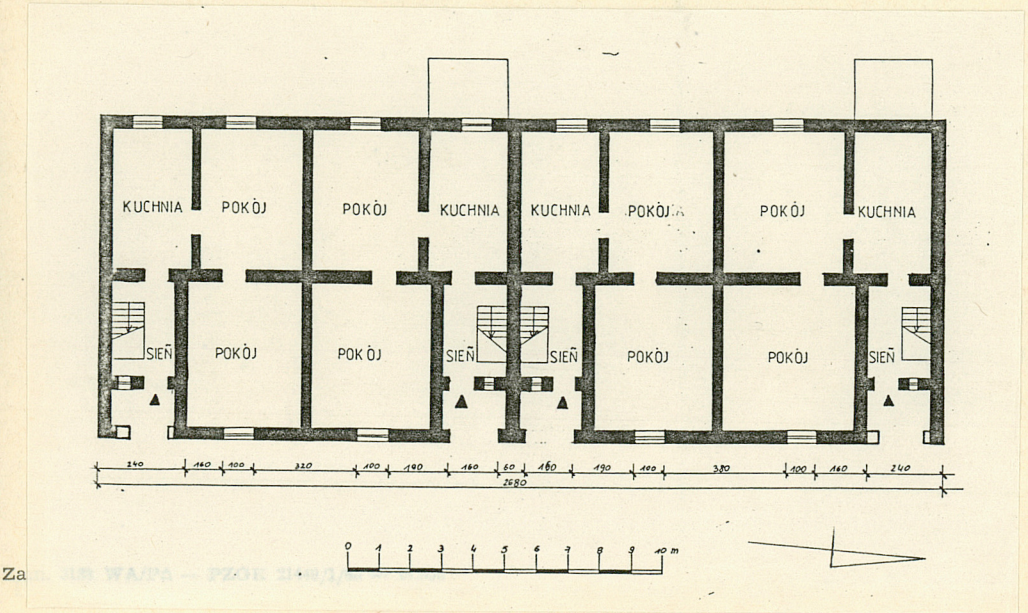 KUCHNIA POKÓJ POKÓJ KUCHNIA KUCHNIA POKÓJ POKÓJ KUCHNIA
SIEŃ POKÓJ POKÓJ SIEŃ SIEŃ POKÓJ POKÓJ SIEŃ
240 160 100 320 100 190 160 60 160 190 100 380 100 160 240
2680
0 1 2 3 4 5 6 7 8 9 10 m
Za